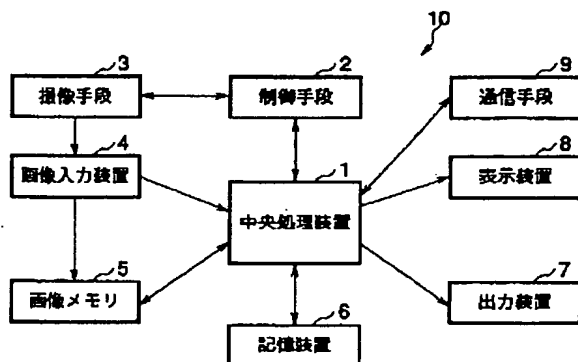 10
3
撮像手段
2
制御手段
9
通信手段
4
画像入力装置
1
中央処理装置
8
表示装置
5
画像メモリ
6
記憶装置
7
出力装置